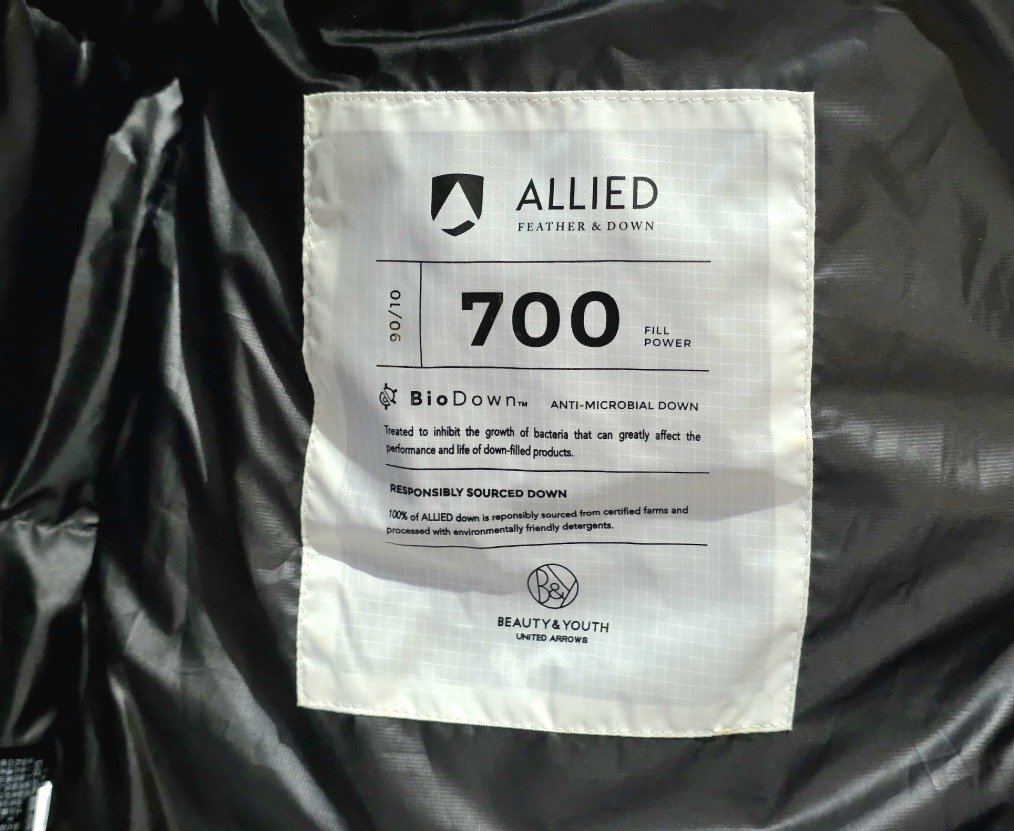 ALLIED
FEATHER & DOWN
90/10
700
FILL
POWER
BioDown™
ANTI-MICROBIAL DOWN
Treated to inhibit the growth of bacteria that can greatly affect the
performance and life of down-filled products.
RESPONSIBLY SOURCED DOWN
100% of ALLIED down is reponsibly sourced from certified farms and
processed with environmentally friendly detergents.
B&Y
BEAUTY&YOUTH
UNITED ARROWS